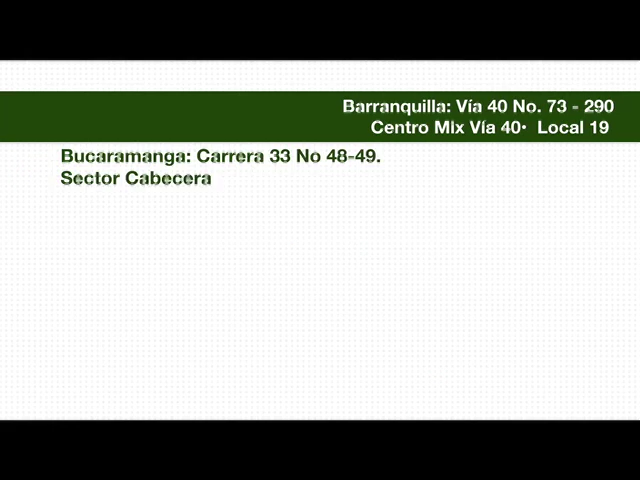 Barranquilla: Vía 40 No. 73 - 290
Centro Mix Vía 40• Local 19
Bucaramanga: Carrera 33 No 48-49.
Sector Cabecera